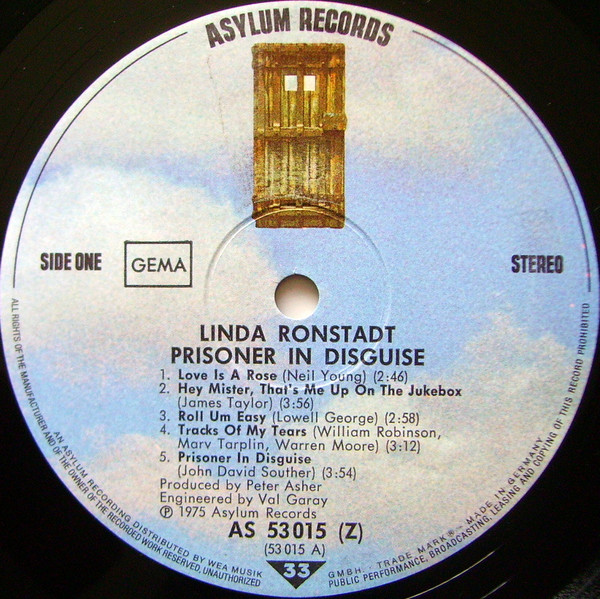 ASYLUM RECORDS
SIDE ONE
GEMA
STEREO
LINDA RONSTADT
PRISONER IN DISGUISE
1. Love Is A Rose (Neil Young) (2:46)
2. Hey Mister, That's Me Up On The Jukebox
(James Taylor) (3:56)
3. Roll Um Easy (Lowell George) (2:58)
4. Tracks Of My Tears (William Robinson,
Marv Tarplin, Warren Moore) (3:12)
5. Prisoner In Disguise
(John David Souther) (3:54)
Produced by Peter Asher
Engineered by Val Garay
℗ 1975 Asylum Records
AS 53 015 (Z)
(53 015 A)
33
AN ASYLUM RECORDING DISTRIBUTED BY WEA MUSIK GMBH. · TRADE MARK® · MADE IN GERMANY
ALL RIGHTS OF THE MANUFACTURER AND OF THE OWNER OF THE RECORDED WORK RESERVED, UNAUTHORIZED PUBLIC PERFORMANCE, BROADCASTING, LEASING AND COPYING OF THIS RECORD PROHIBITED